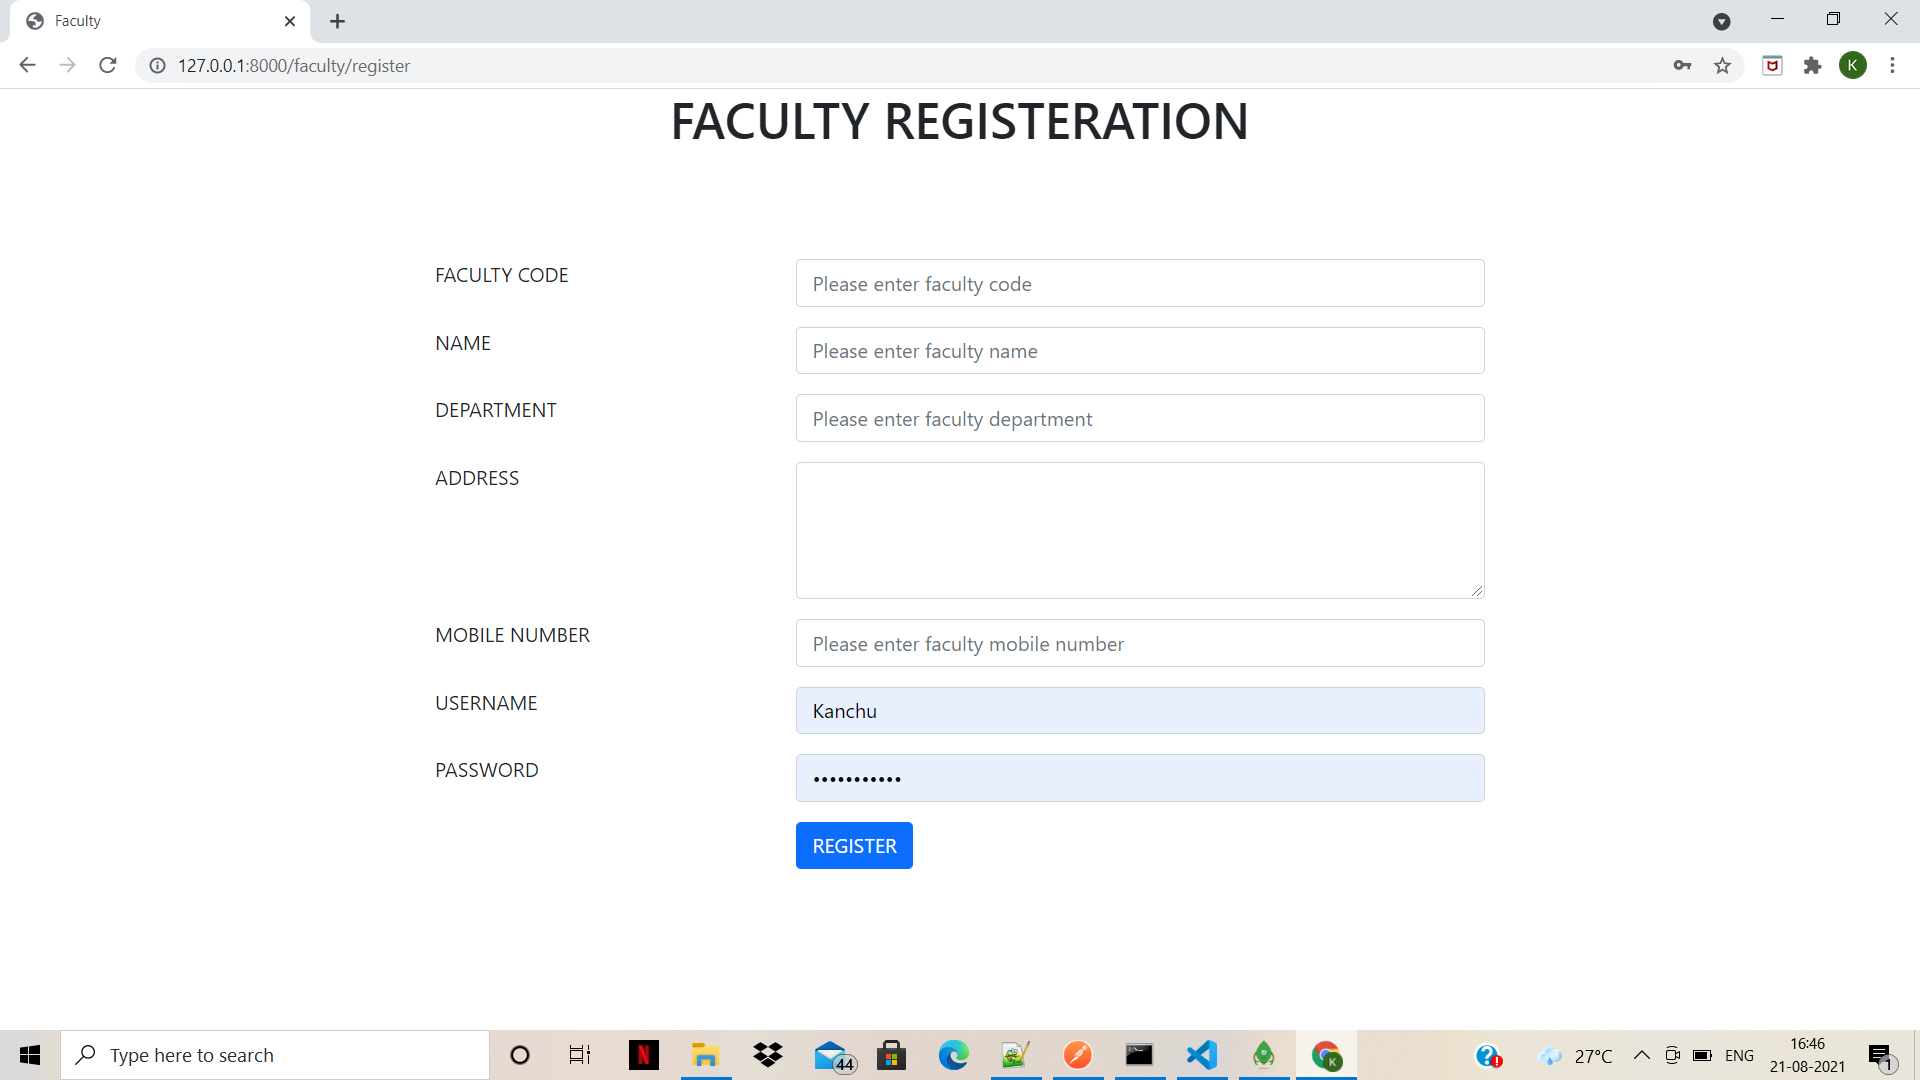 Faculty
127.0.0.1:8000/faculty/register
K
FACULTY REGISTERATION
FACULTY CODE
Please enter faculty code
NAME
Please enter faculty name
DEPARTMENT
Please enter faculty department
ADDRESS
MOBILE NUMBER
Please enter faculty mobile number
USERNAME
Kanchu
PASSWORD
•••••••••••
REGISTER
Type here to search
N
44
K
27°C
ENG
16:46
21-08-2021
1